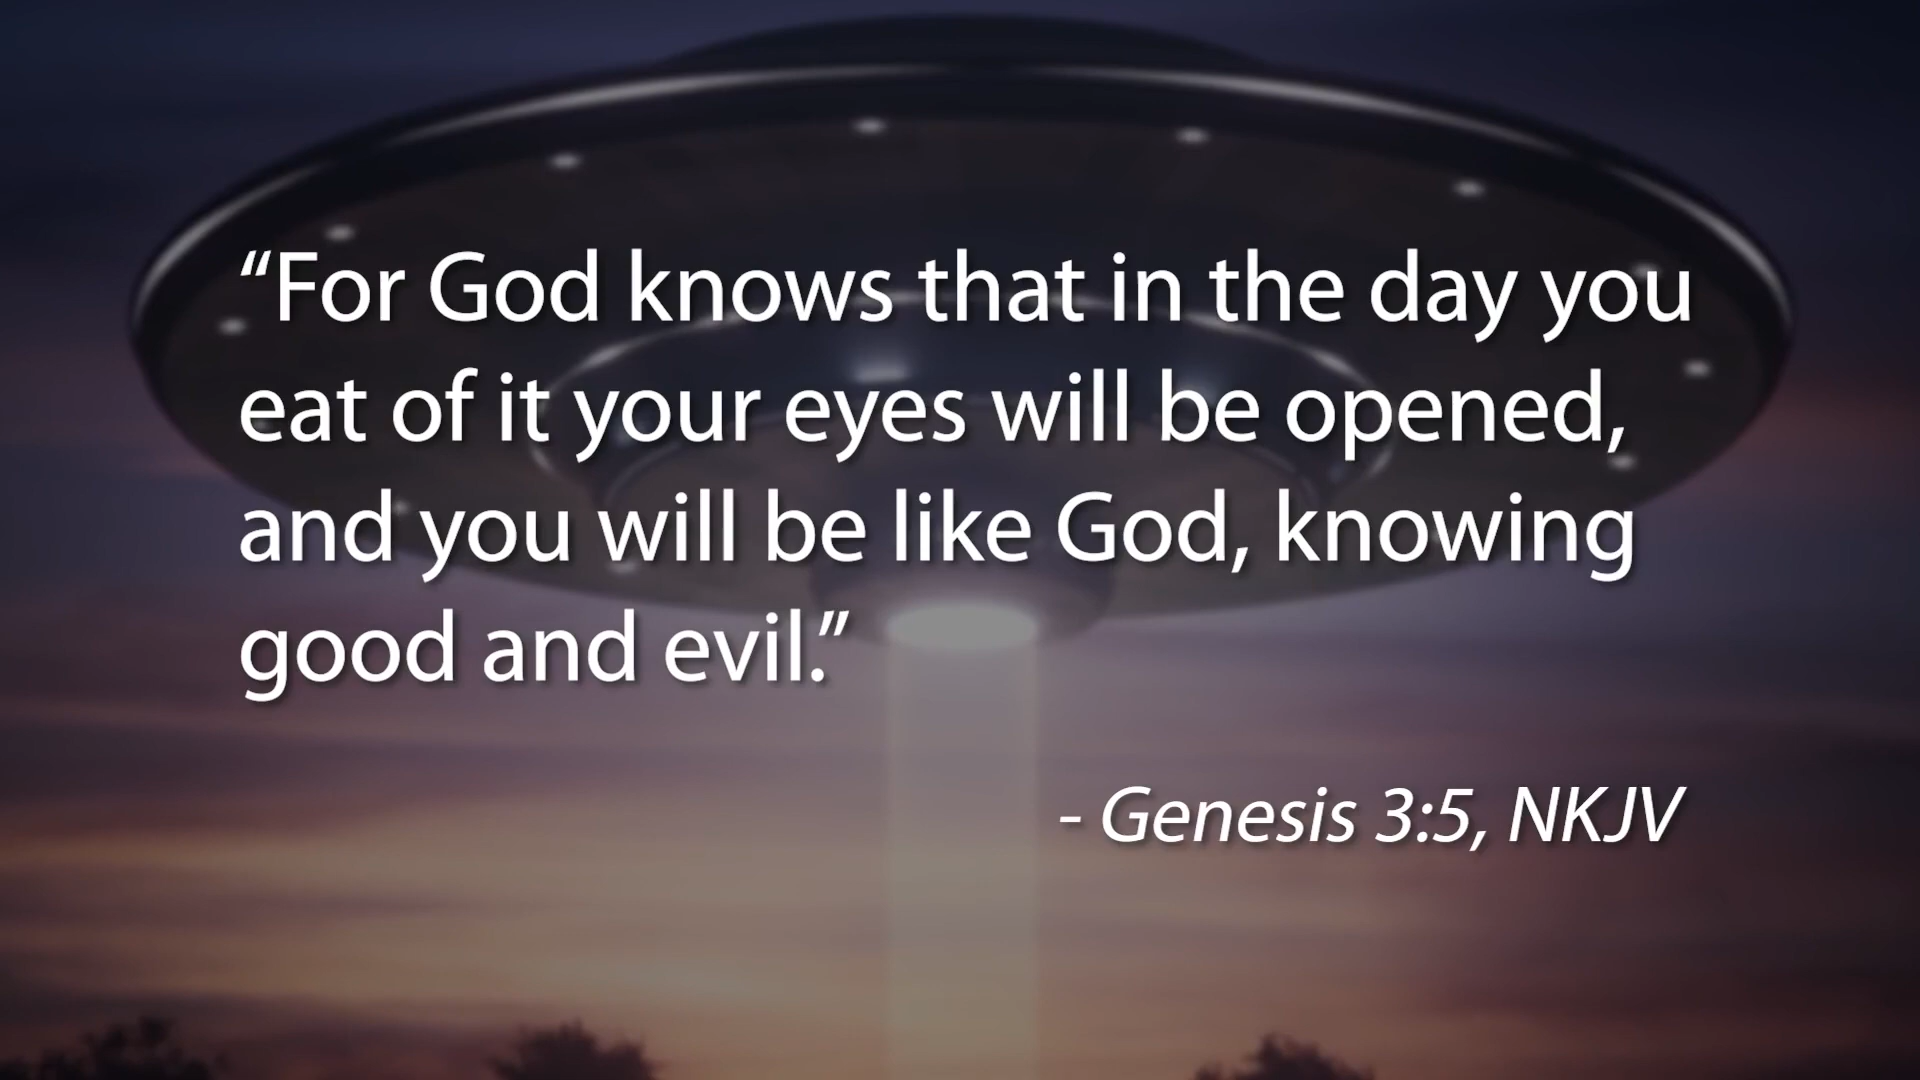 “For God knows that in the day you
eat of it your eyes will be opened,
and you will be like God, knowing
good and evil.”
- Genesis 3:5, NKJV